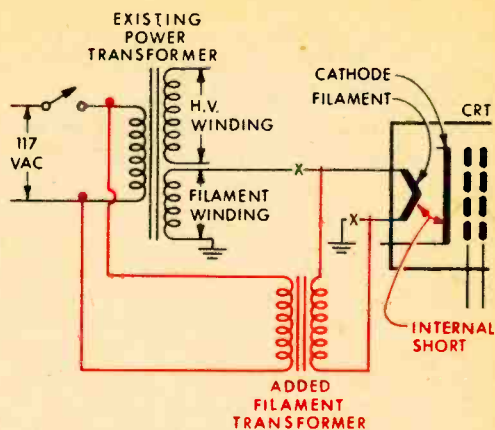 EXISTING
POWER
TRANSFORMER
117
VAC
H.V.
WINDING
FILAMENT
WINDING
X
X
CATHODE
FILAMENT
CRT
INTERNAL
SHORT
ADDED
FILAMENT
TRANSFORMER